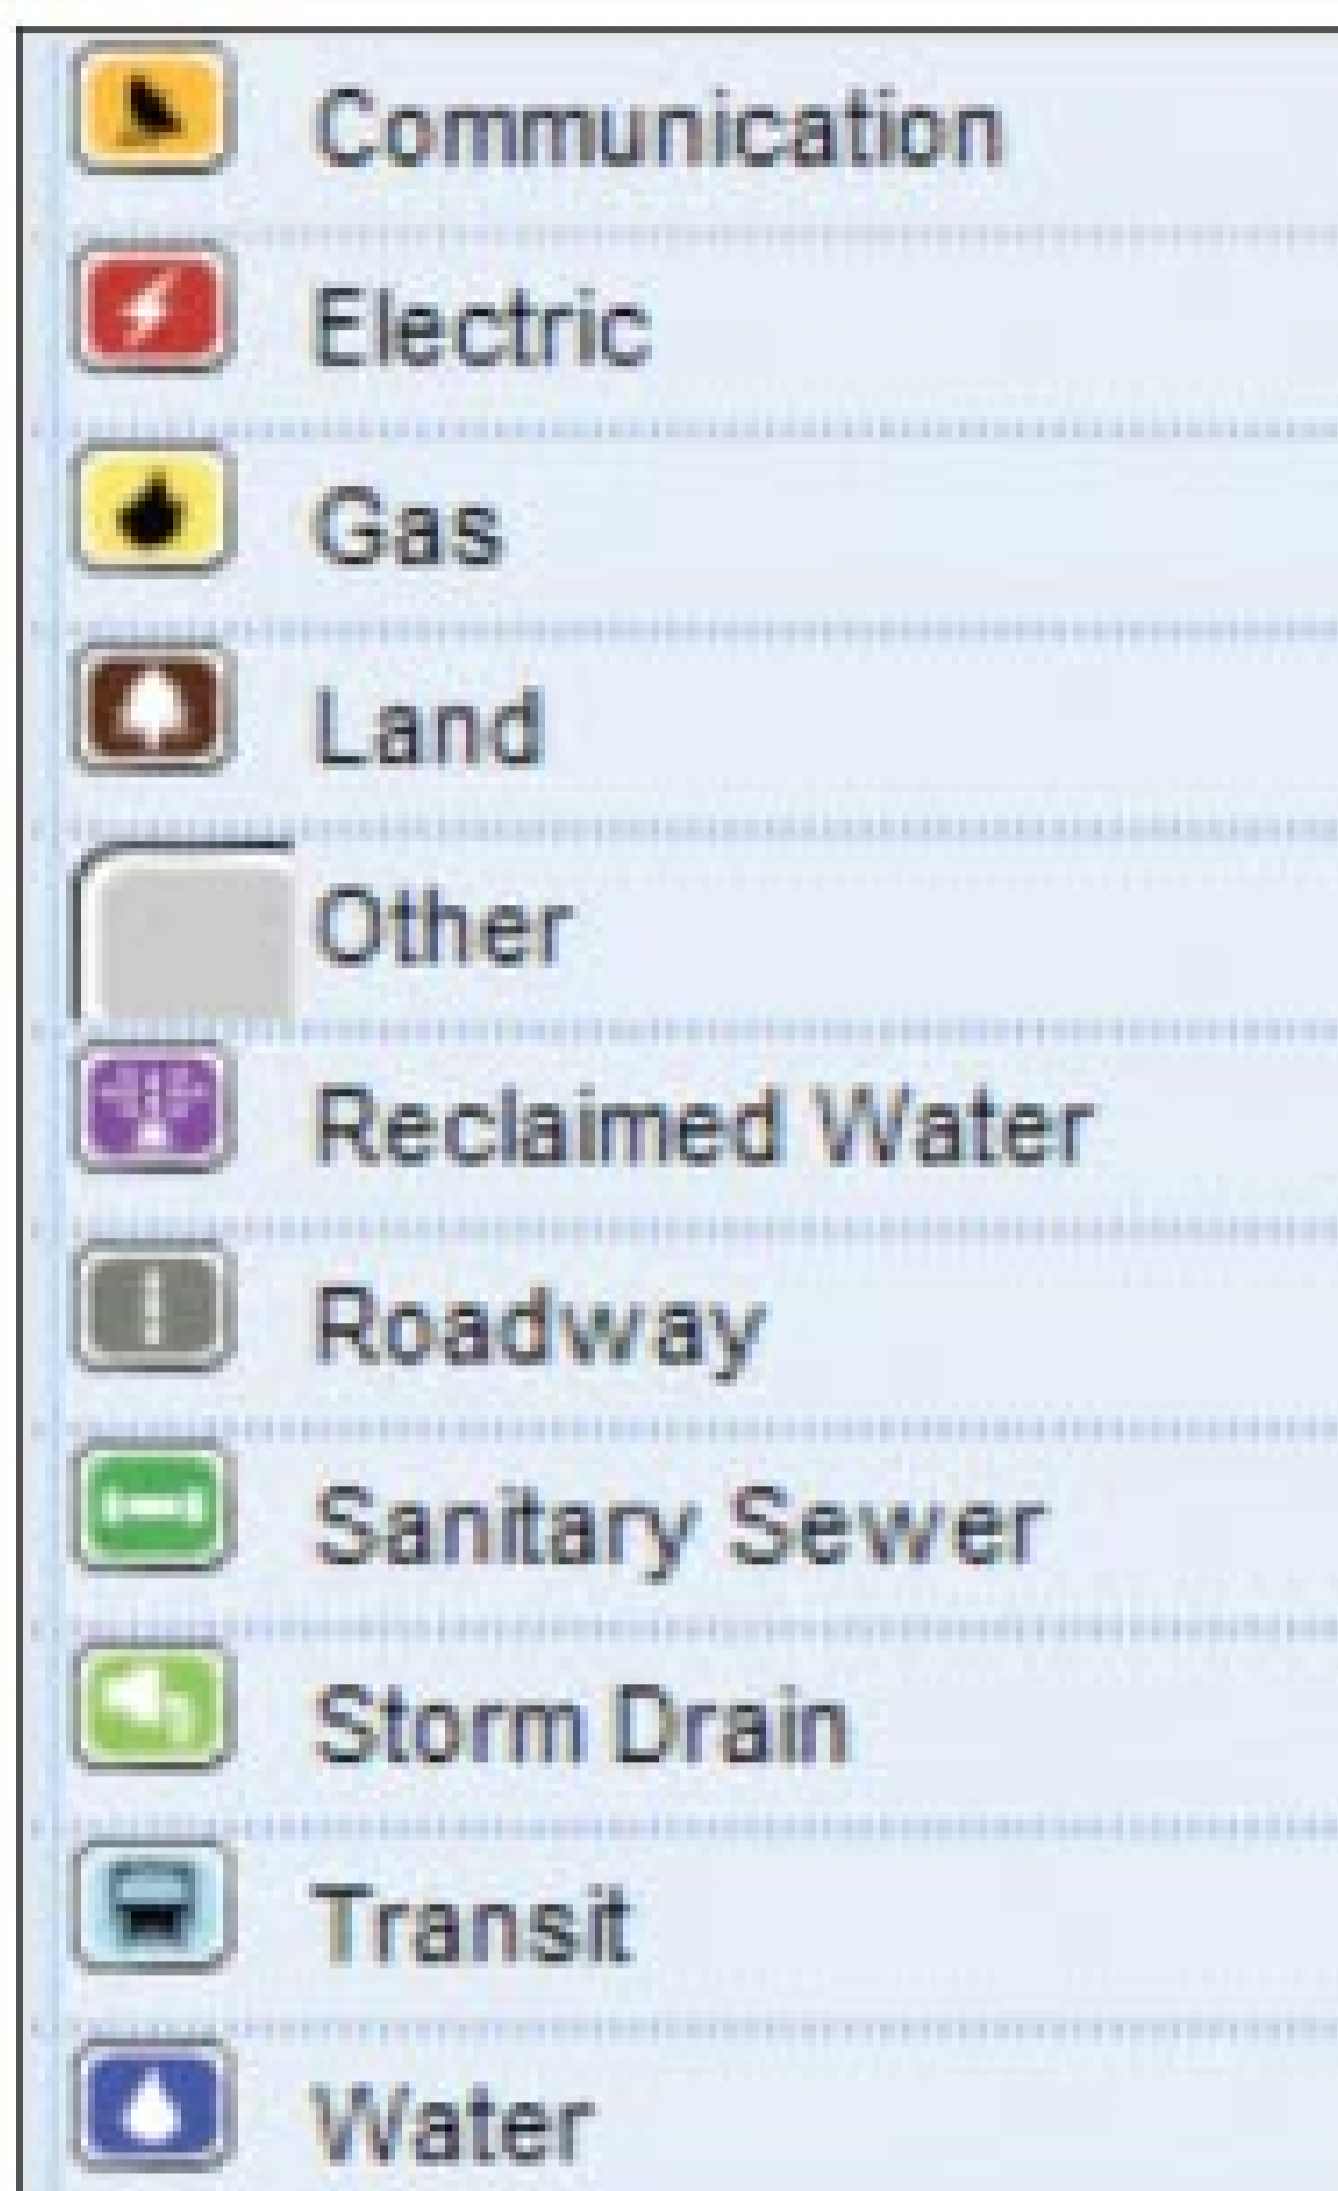 Communication
Electric
Gas
Land
Other
Reclaimed Water
Roadway
Sanitary Sewer
Storm Drain
Transit
Water